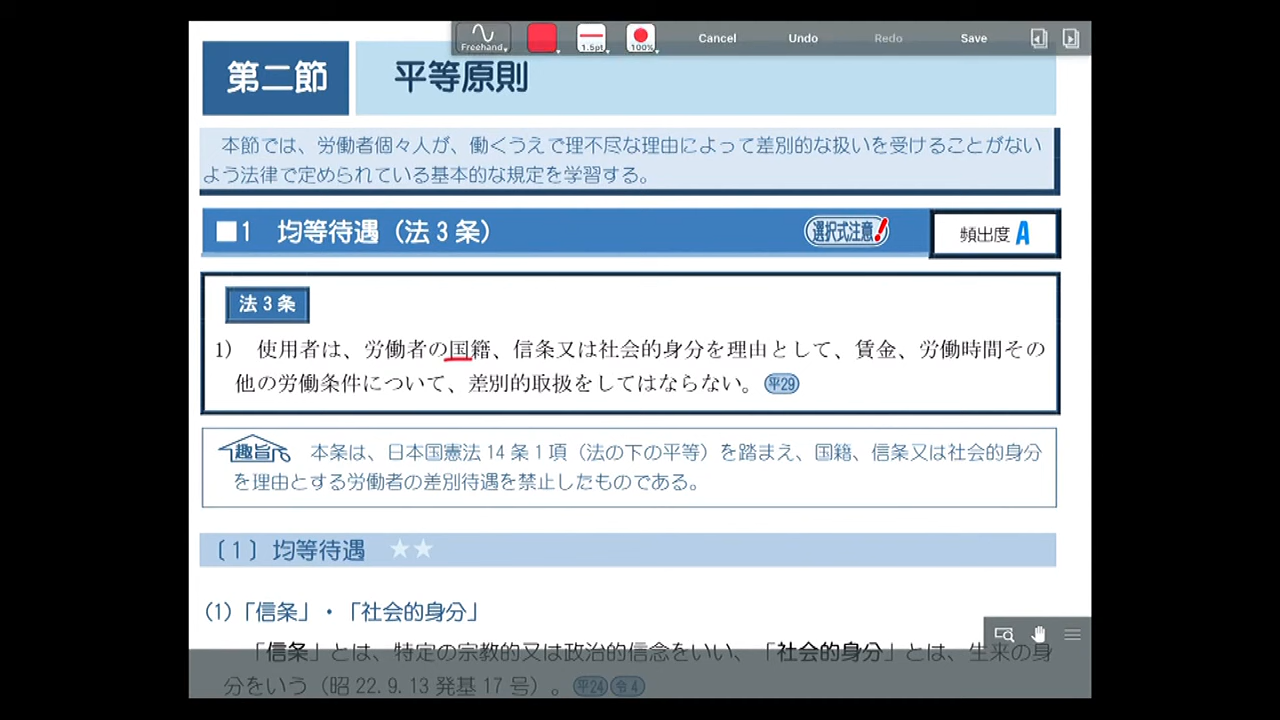 Freehand 1.5pt 100% Cancel Undo Redo Save
第二節 平等原則
本節では、労働者個々人が、働くうえで理不尽な理由によって差別的な扱いを受けることがない
よう法律で定められている基本的な規定を学習する。
■1 均等待遇（法3条） 選択式注意! 頻出度 A
法3条
1) 使用者は、労働者の国籍、信条又は社会的身分を理由として、賃金、労働時間その
他の労働条件について、差別的取扱をしてはならない。 平29
趣旨 本条は、日本国憲法14条1項（法の下の平等）を踏まえ、国籍、信条又は社会的身分
を理由とする労働者の差別待遇を禁止したものである。
〔1〕均等待遇 ★★
(1)「信条」・「社会的身分」
「信条」とは、特定の宗教的又は政治的信念をいい、「社会的身分」とは、生来の身
分をいう（昭22.9.13発基17号）。 平24 令4